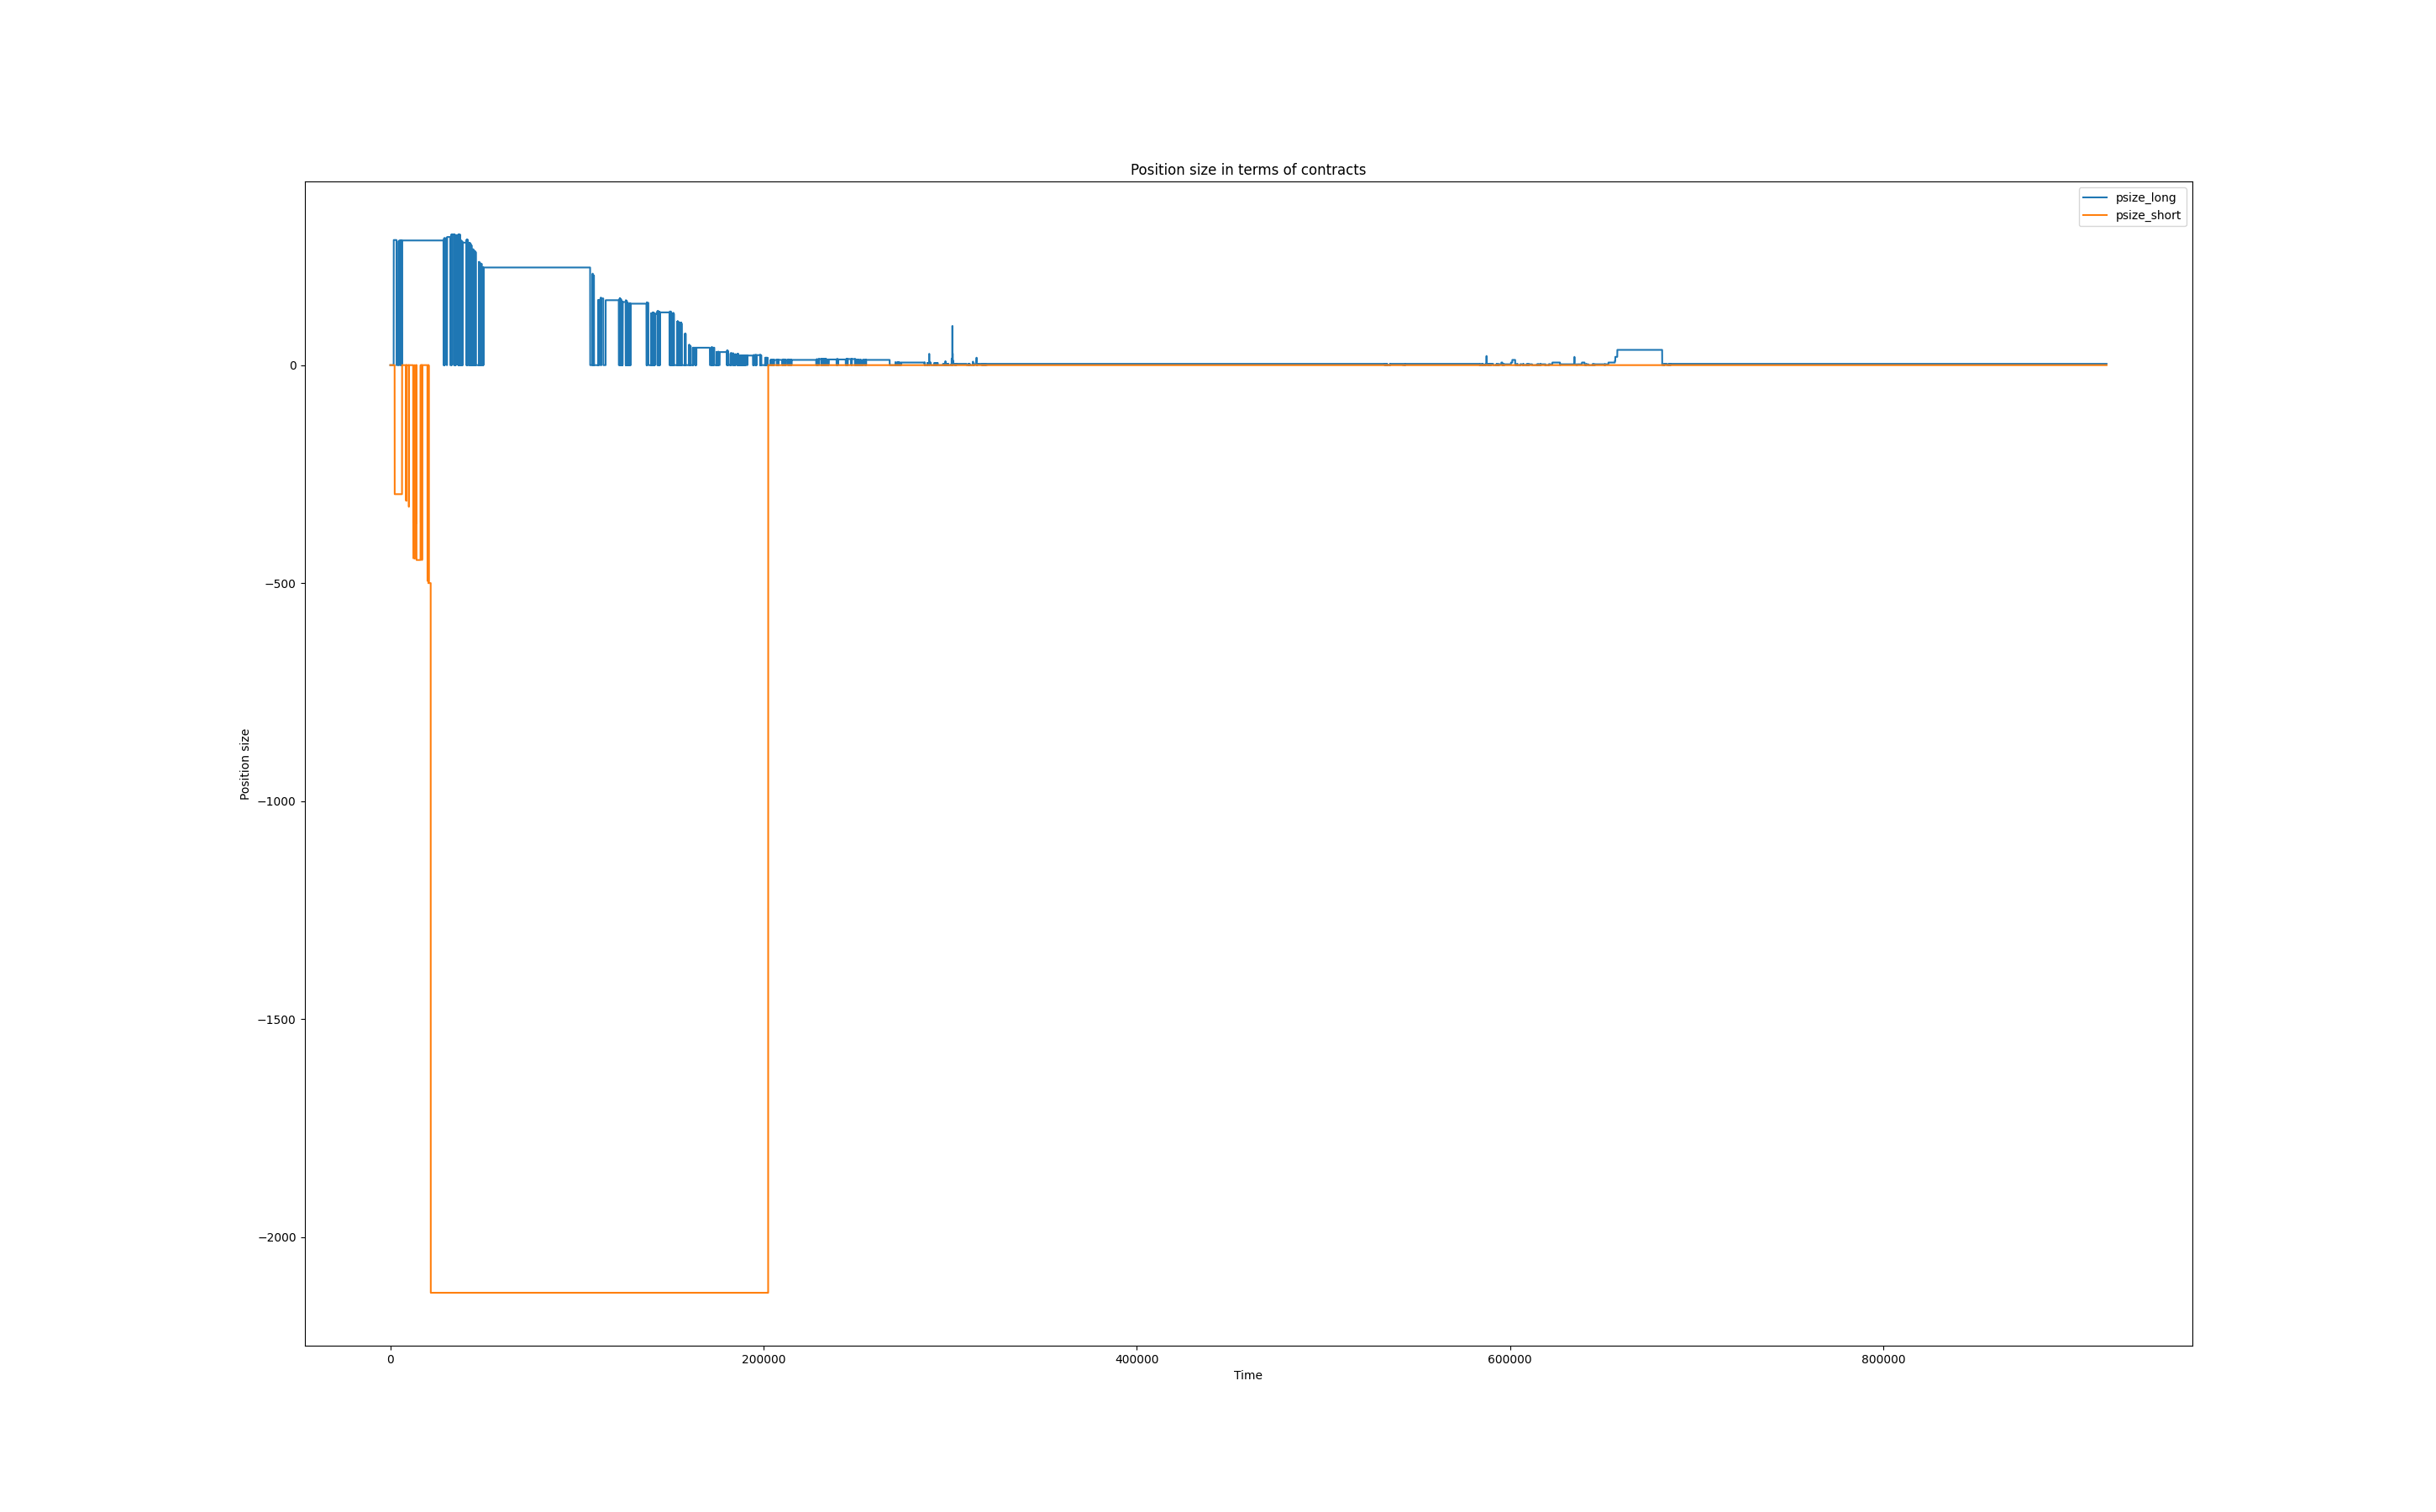 Position size in terms of contracts
psize_long
psize_short
Position size
0
−500
−1000
−1500
−2000
0
200000
400000
600000
800000
Time